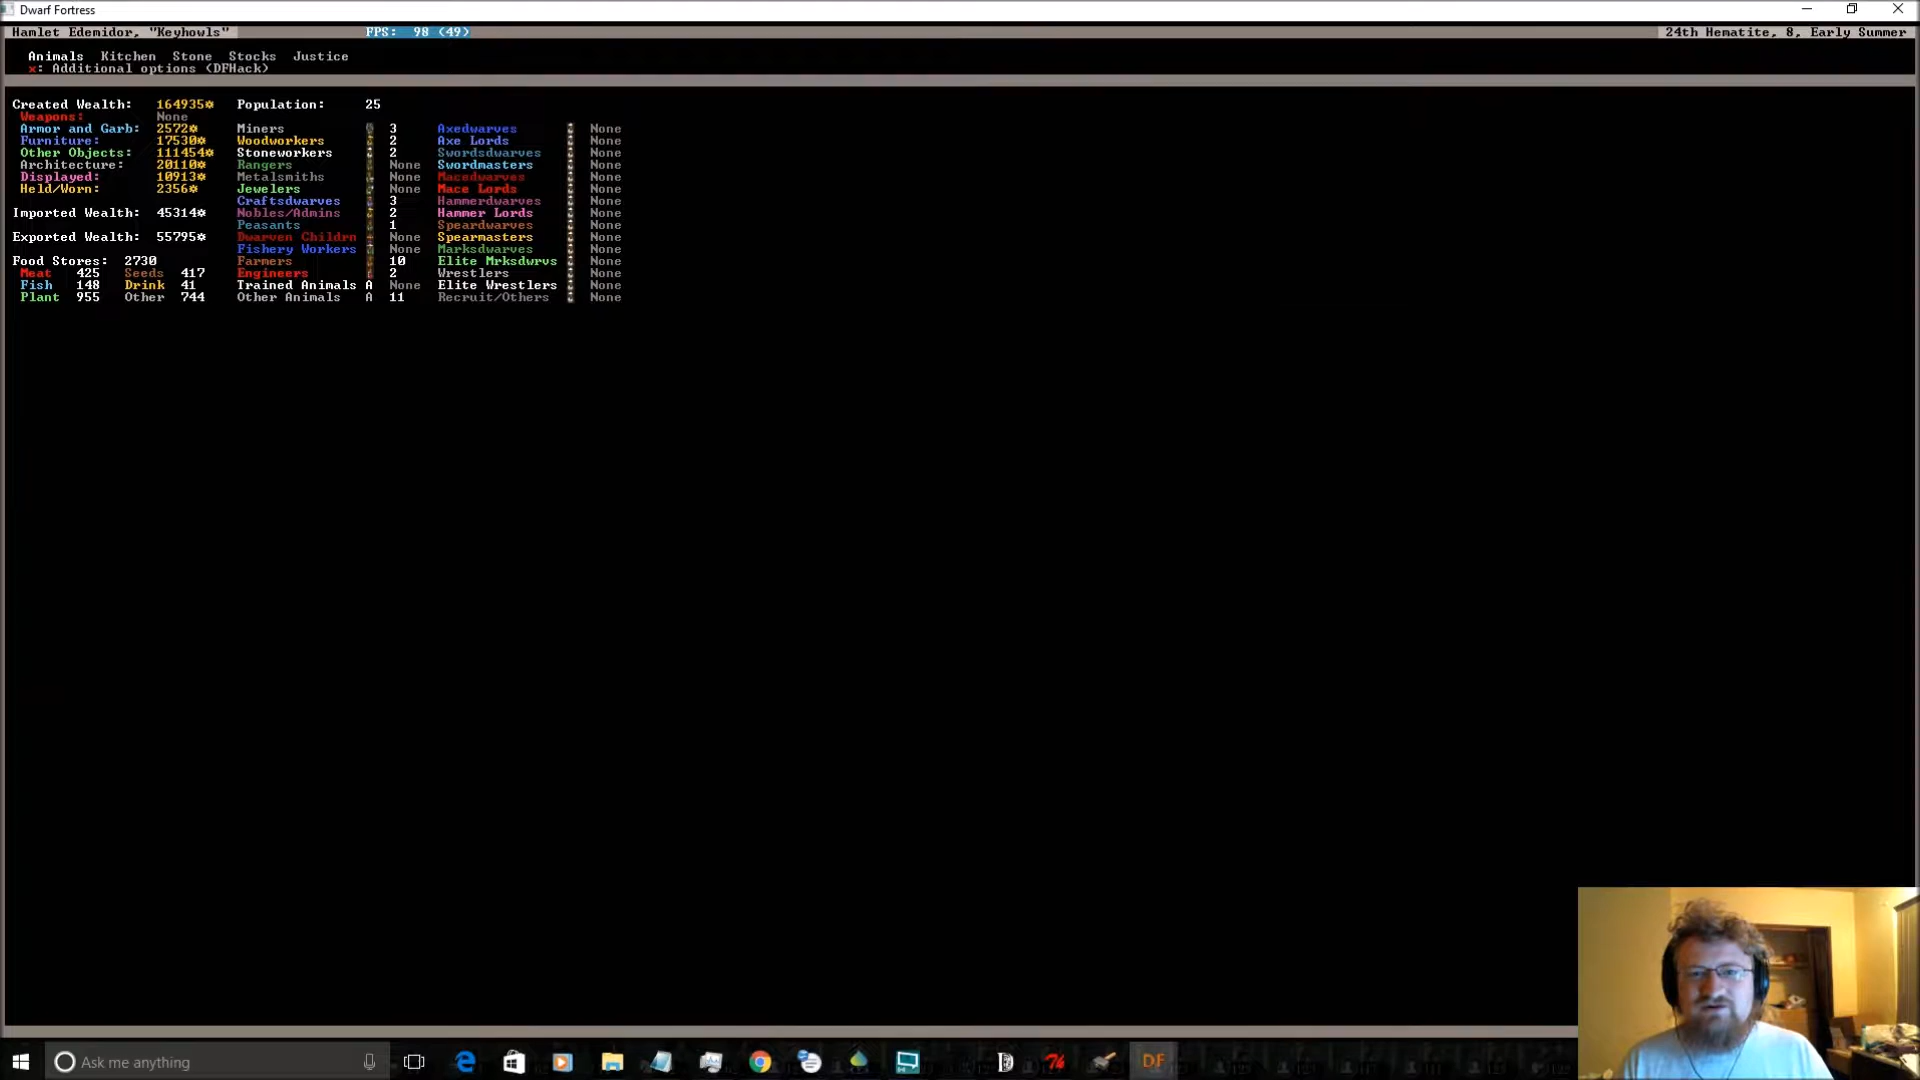 Dwarf Fortress
Hamlet Edemidor, "Keyhowls" FPS: 98 (49) 24th Hematite, 8, Early Summer
Animals Kitchen Stone Stocks Justice
x: Additional options (DFHack)
Created Wealth: 164935☼ Population: 25
Weapons: None
Armor and Garb: 2572☼ Miners 3 Axedwarves None
Furniture: 17530☼ Woodworkers 2 Axe Lords None
Other Objects: 111454☼ Stoneworkers 2 Swordsdwarves None
Architecture: 20110☼ Rangers None Swordmasters None
Displayed: 10913☼ Metalsmiths None Macedwarves None
Held/Worn: 2356☼ Jewelers None Mace Lords None
Craftsdwarves 3 Hammerdwarves None
Imported Wealth: 45314☼ Nobles/Admins 2 Hammer Lords None
Peasants 1 Speardwarves None
Exported Wealth: 55795☼ Dwarven Childrn None Spearmasters None
Fishery Workers None Marksdwarves None
Food Stores: 2730 Farmers 10 Elite Mrksdwrvs None
Meat 425 Seeds 417 Engineers 2 Wrestlers None
Fish 148 Drink 41 Trained Animals A None Elite Wrestlers None
Plant 955 Other 744 Other Animals A 11 Recruit/Others None
Ask me anything
DF